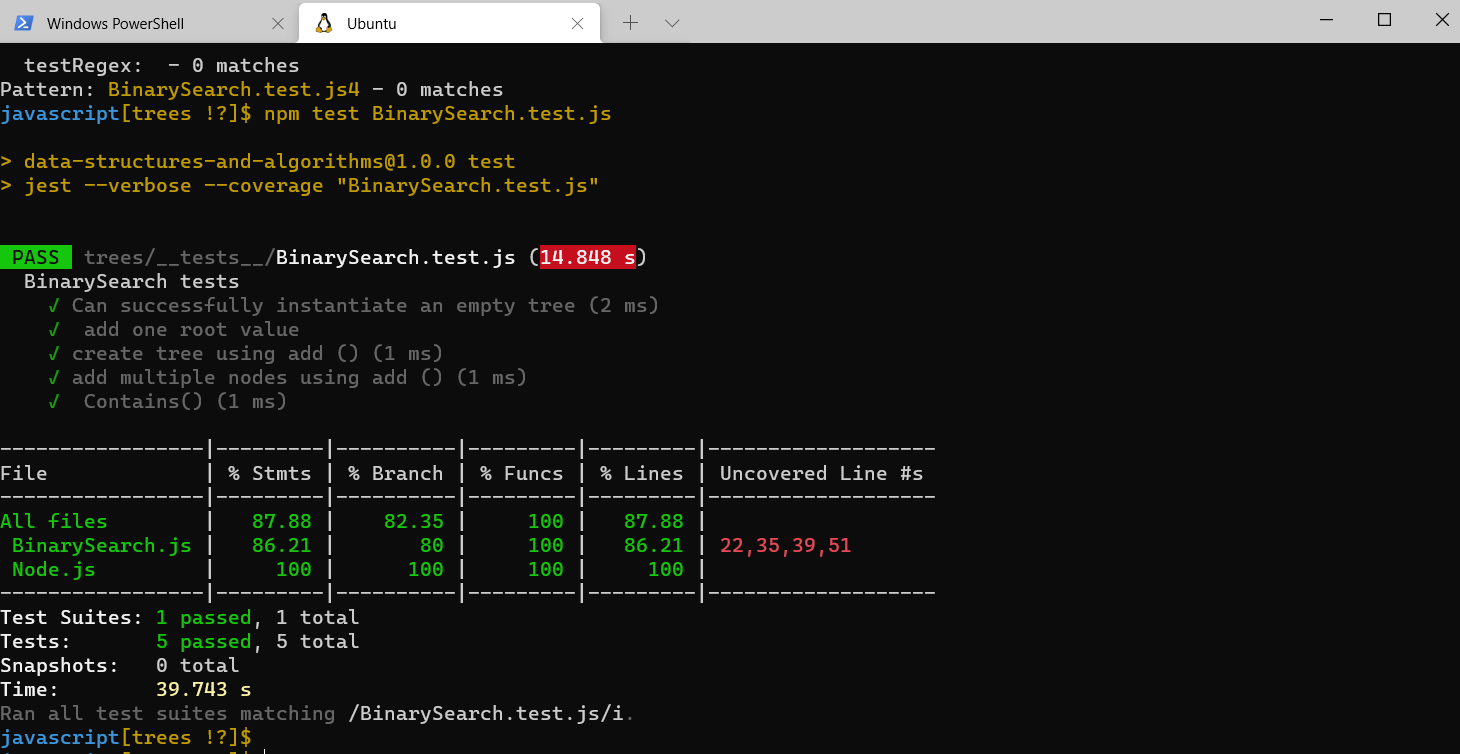 Windows PowerShell
Ubuntu
testRegex:  - 0 matches
Pattern: BinarySearch.test.js4 - 0 matches
javascript[trees !?]$ npm test BinarySearch.test.js
> data-structures-and-algorithms@1.0.0 test
> jest --verbose --coverage "BinarySearch.test.js"
PASS trees/__tests__/BinarySearch.test.js (14.848 s)
BinarySearch tests
√ Can successfully instantiate an empty tree (2 ms)
√  add one root value
√ create tree using add () (1 ms)
√ add multiple nodes using add () (1 ms)
√  Contains() (1 ms)
-----------------|---------|----------|---------|---------|-------------------
File             | % Stmts | % Branch | % Funcs | % Lines | Uncovered Line #s
-----------------|---------|----------|---------|---------|-------------------
All files        |   87.88 |    82.35 |     100 |   87.88 |
 BinarySearch.js |   86.21 |       80 |     100 |   86.21 | 22,35,39,51
 Node.js         |     100 |      100 |     100 |     100 |
-----------------|---------|----------|---------|---------|-------------------
Test Suites: 1 passed, 1 total
Tests:       5 passed, 5 total
Snapshots:   0 total
Time:        39.743 s
Ran all test suites matching /BinarySearch.test.js/i.
javascript[trees !?]$